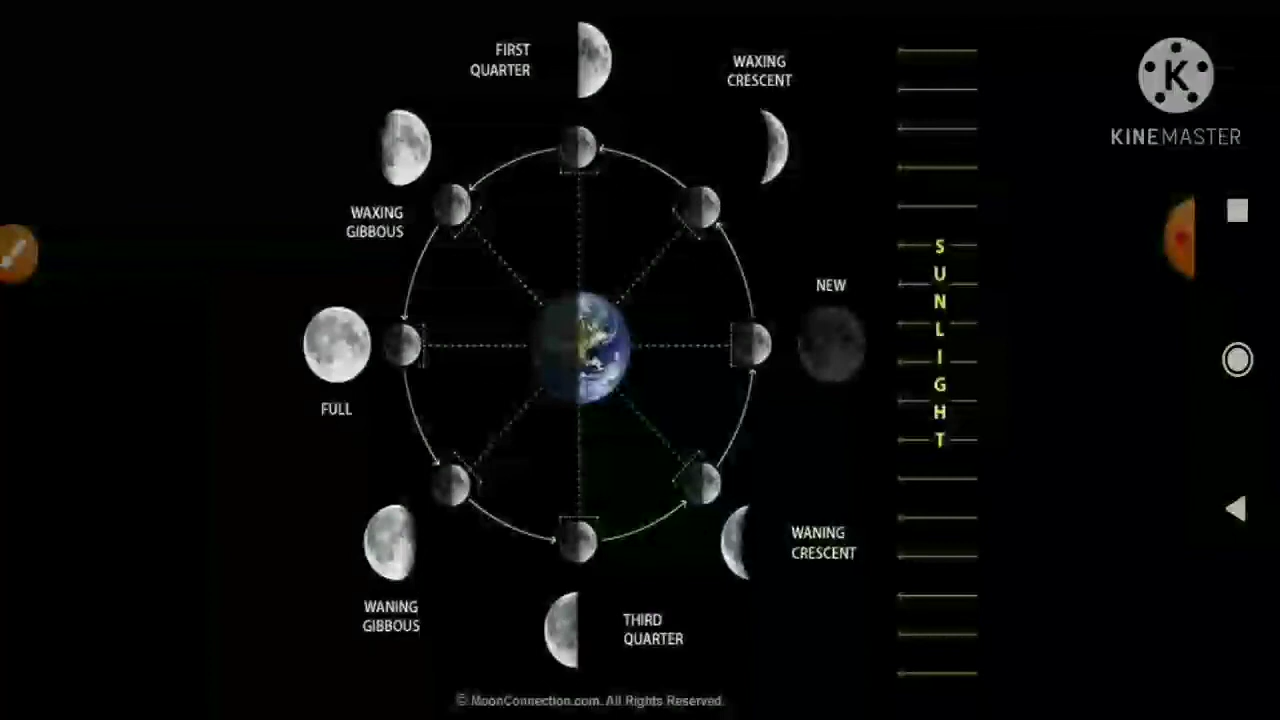 FIRST
QUARTER
WAXING
CRESCENT
K
KINEMASTER
WAXING
GIBBOUS
NEW
SUNLIGHT
FULL
WANING
CRESCENT
WANING
GIBBOUS
THIRD
QUARTER
© MoonConnection.com. All Rights Reserved.